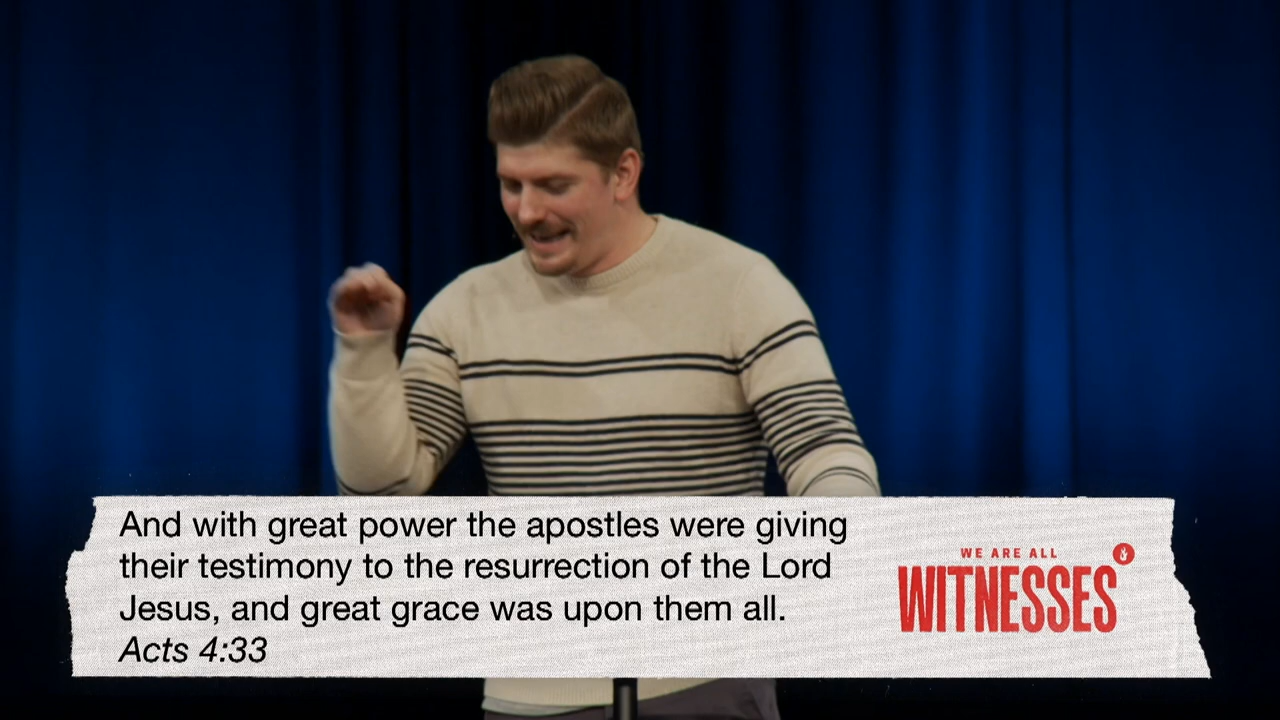 And with great power the apostles were giving
their testimony to the resurrection of the Lord
Jesus, and great grace was upon them all.
Acts 4:33
WE ARE ALL
WITNESSES